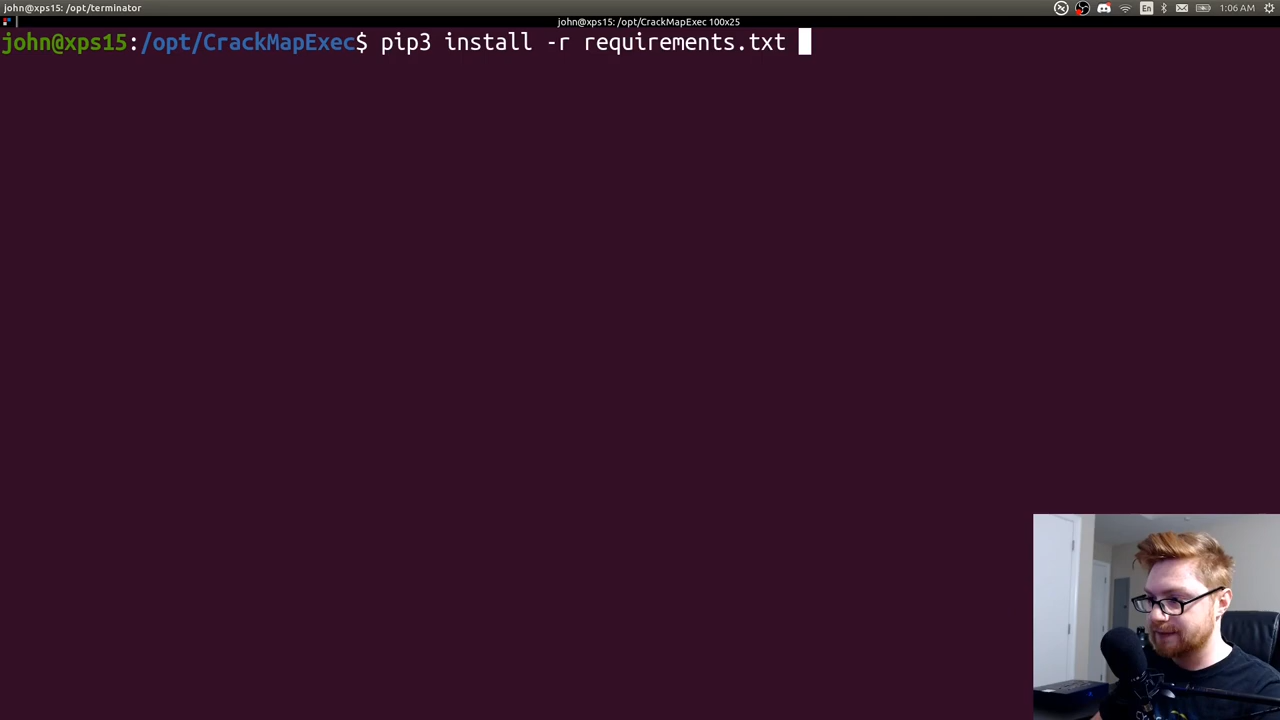 john@xps15: /opt/terminator
En
1:06 AM
john@xps15: /opt/CrackMapExec 100x25
john@xps15:/opt/CrackMapExec$ pip3 install -r requirements.txt